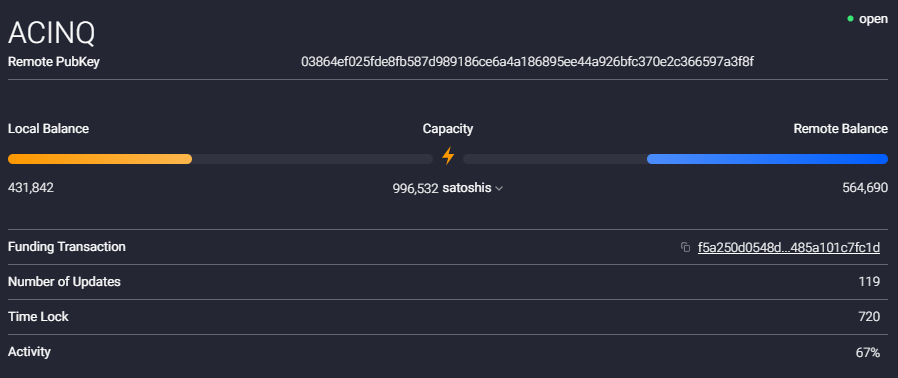 ACINQ
open
Remote PubKey 03864ef025fde8fb587d989186ce6a4a186895ee44a926bfc370e2c366597a3f8f
Local Balance Capacity Remote Balance
431,842 996,532 satoshis 564,690
Funding Transaction f5a250d0548d...485a101c7fc1d
Number of Updates 119
Time Lock 720
Activity 67%